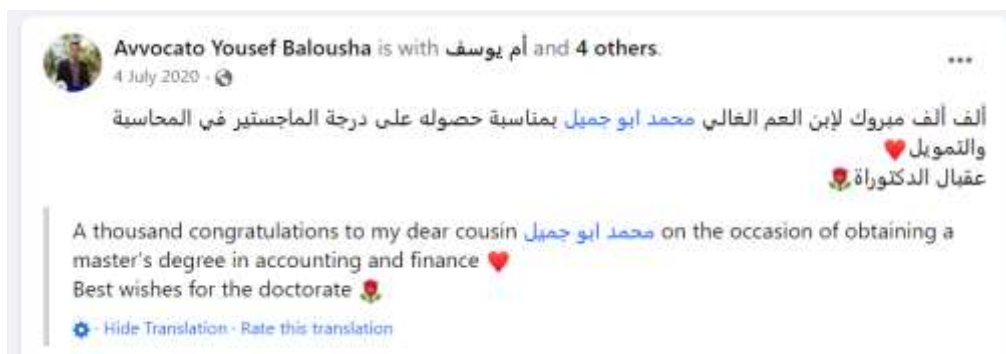 Avvocato Yousef Balousha is with أم يوسف and 4 others.
4 July 2020 ·
ألف ألف مبروك لإبن العم الغالي محمد ابو جميل بمناسبة حصوله على درجة الماجستير في المحاسبة
والتمويل❤️
عقبال الدكتوراة🌹
A thousand congratulations to my dear cousin محمد ابو جميل on the occasion of obtaining a
master's degree in accounting and finance ❤️
Best wishes for the doctorate 🌹
· Hide Translation · Rate this translation